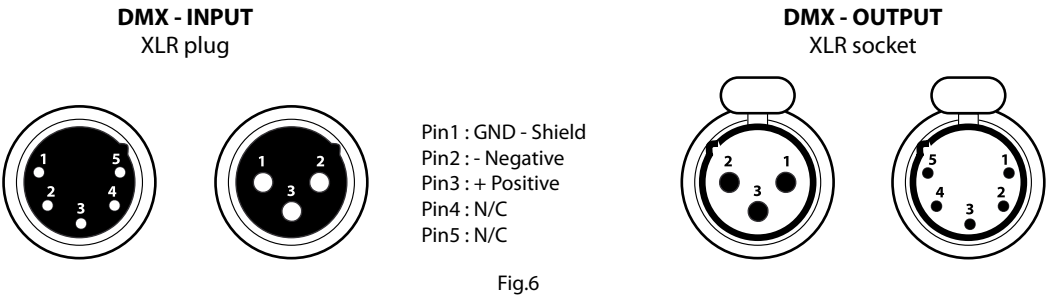 DMX - INPUT
XLR plug
DMX - OUTPUT
XLR socket
1 5
2 4
3
1 2
3
Pin1 : GND - Shield
Pin2 : - Negative
Pin3 : + Positive
Pin4 : N/C
Pin5 : N/C
2 1
3
5 1
4 2
3
Fig.6